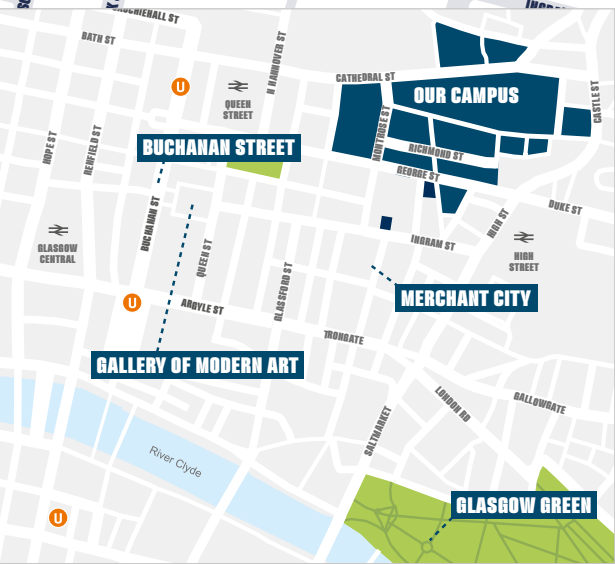 UCHIEHALL ST
BATH ST
N HANOVER ST
CATHEDRAL ST
CASTLE ST
U
OUR CAMPUS
QUEEN
STREET
MONTROSE ST
HOPE ST
RENFIELD ST
BUCHANAN STREET
RICHMOND ST
GEORGE ST
DUKE ST
BUCHANAN ST
HIGH ST
QUEEN ST
INGRAM ST
GLASGOW
CENTRAL
HIGH
STREET
GLASSFORD ST
MERCHANT CITY
U
ARGYLE ST
TRONGATE
GALLERY OF MODERN ART
LONDON RD
GALLOWGATE
SALTMARKET
River Clyde
GLASGOW GREEN
U